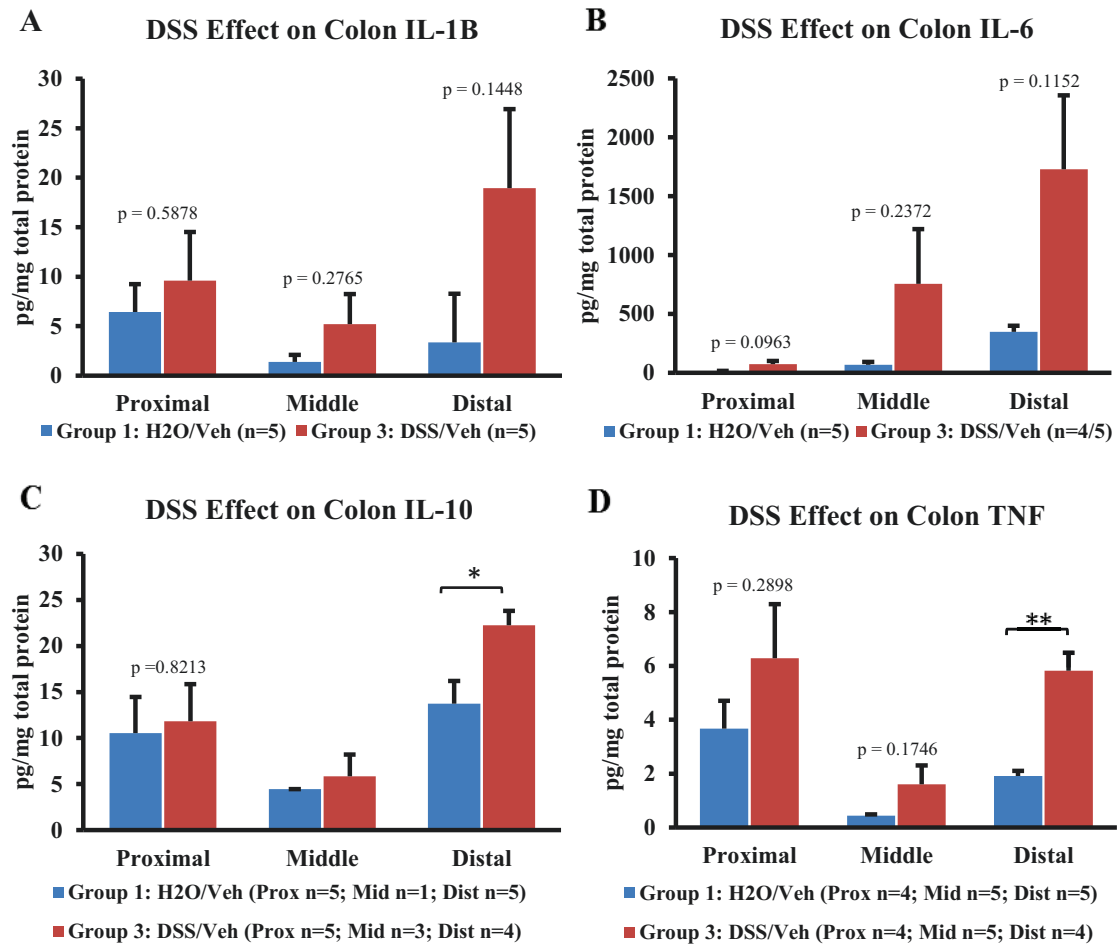 A
DSS Effect on Colon IL-1B
pg/mg total protein
30
25
20
15
10
5
0
p = 0.5878
p = 0.2765
p = 0.1448
Proximal
Middle
Distal
Group 1: H2O/Veh (n=5)
Group 3: DSS/Veh (n=5)
B
DSS Effect on Colon IL-6
pg/mg total protein
2500
2000
1500
1000
500
0
p = 0.0963
p = 0.2372
p = 0.1152
Proximal
Middle
Distal
Group 1: H2O/Veh (n=5)
Group 3: DSS/Veh (n=4/5)
C
DSS Effect on Colon IL-10
pg/mg total protein
30
25
20
15
10
5
0
p =0.8213
*
Proximal
Middle
Distal
Group 1: H2O/Veh (Prox n=5; Mid n=1; Dist n=5)
Group 3: DSS/Veh (Prox n=5; Mid n=3; Dist n=4)
D
DSS Effect on Colon TNF
pg/mg total protein
10
8
6
4
2
0
p = 0.2898
p = 0.1746
**
Proximal
Middle
Distal
Group 1: H2O/Veh (Prox n=4; Mid n=5; Dist n=5)
Group 3: DSS/Veh (Prox n=4; Mid n=5; Dist n=4)